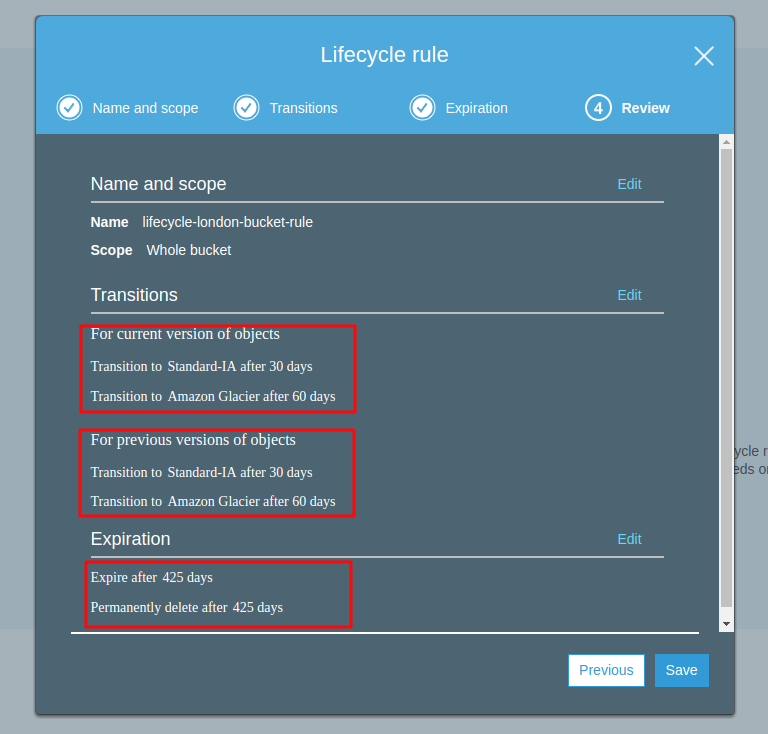 Lifecycle rule
Name and scope
Transitions
Expiration
4 Review
Name and scope Edit
Name lifecycle-london-bucket-rule
Scope Whole bucket
Transitions Edit
For current version of objects
Transition to Standard-IA after 30 days
Transition to Amazon Glacier after 60 days
For previous versions of objects
Transition to Standard-IA after 30 days
Transition to Amazon Glacier after 60 days
Expiration Edit
Expire after 425 days
Permanently delete after 425 days
Previous Save